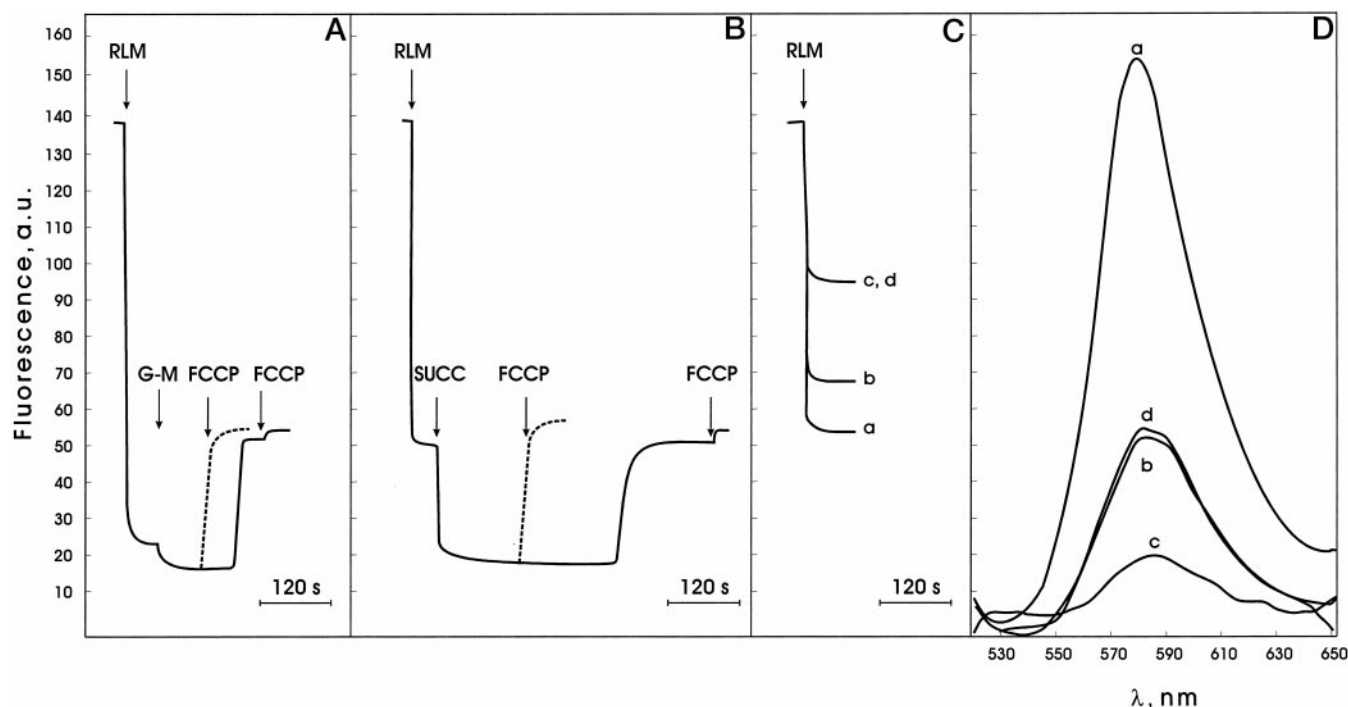 A
B
C
D
Fluorescence, a.u.
160
150
140
130
120
110
100
90
80
70
60
50
40
30
20
10
RLM
G-M
FCCP
FCCP
120 s
RLM
SUCC
FCCP
FCCP
120 s
RLM
c, d
b
a
120 s
a
d
b
c
530
550
570
590
610
630
650
λ, nm